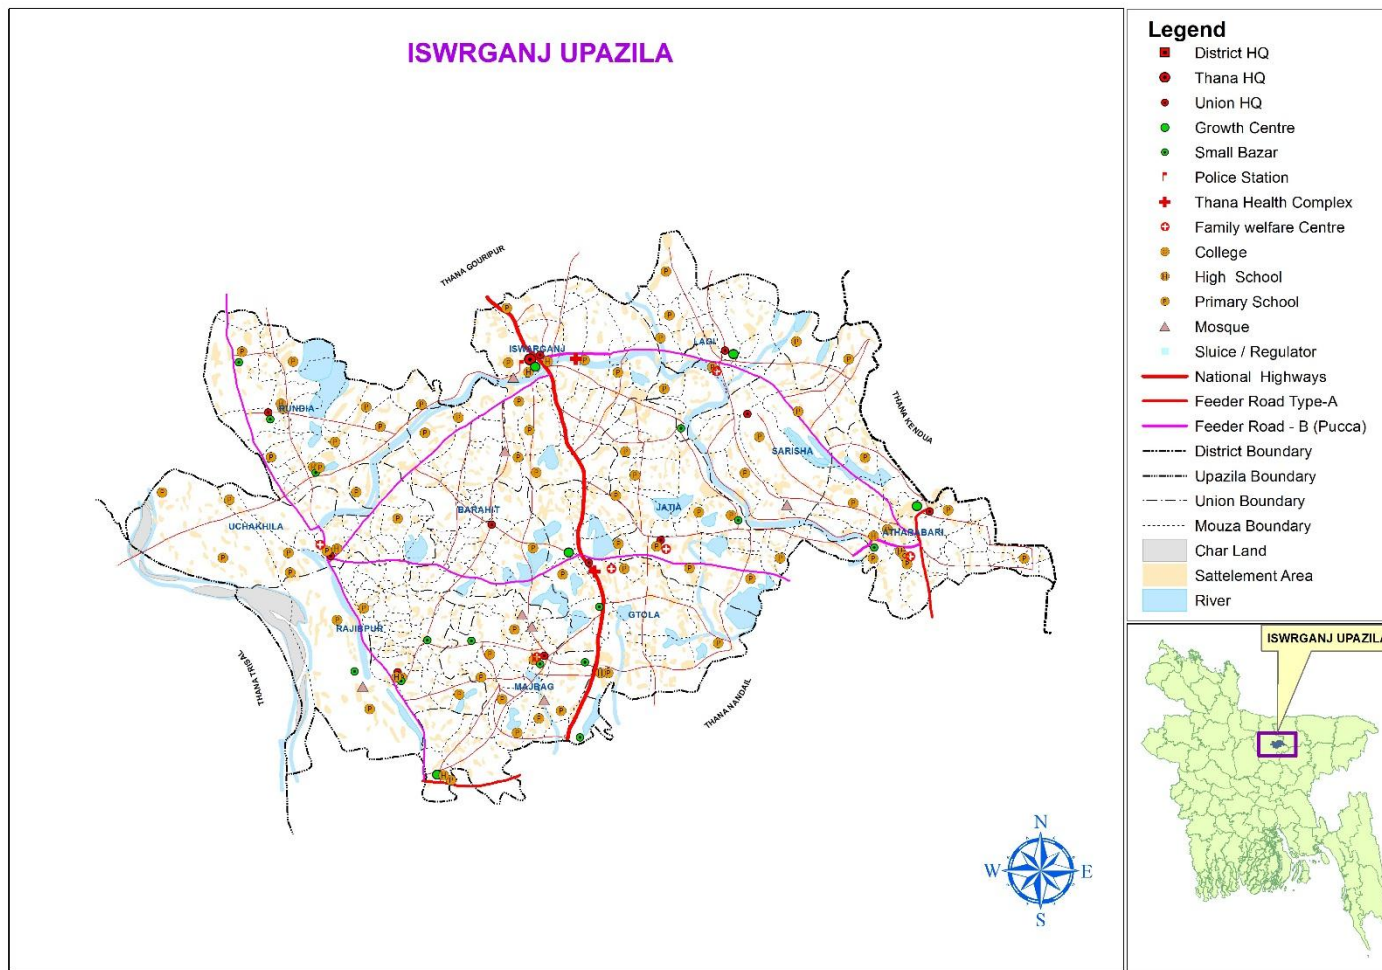 ISWRGANJ UPAZILA
THANA GOURIPUR
ISWARGANJ
LAGI
THANA KENDUA
RUNDIA
SARISHA
UCHAKHILA
BARAHIT
JATIA
ATHARABARI
RAJIBPUR
GTOLA
THANA TRISAL
MAJBAG
THANA NANDAIL
N
W E
S
Legend
District HQ
Thana HQ
Union HQ
Growth Centre
Small Bazar
Police Station
Thana Health Complex
Family welfare Centre
College
High School
Primary School
Mosque
Sluice / Regulator
National Highways
Feeder Road Type-A
Feeder Road - B (Pucca)
District Boundary
Upazila Boundary
Union Boundary
Mouza Boundary
Char Land
Sattelement Area
River
ISWRGANJ UPAZILA